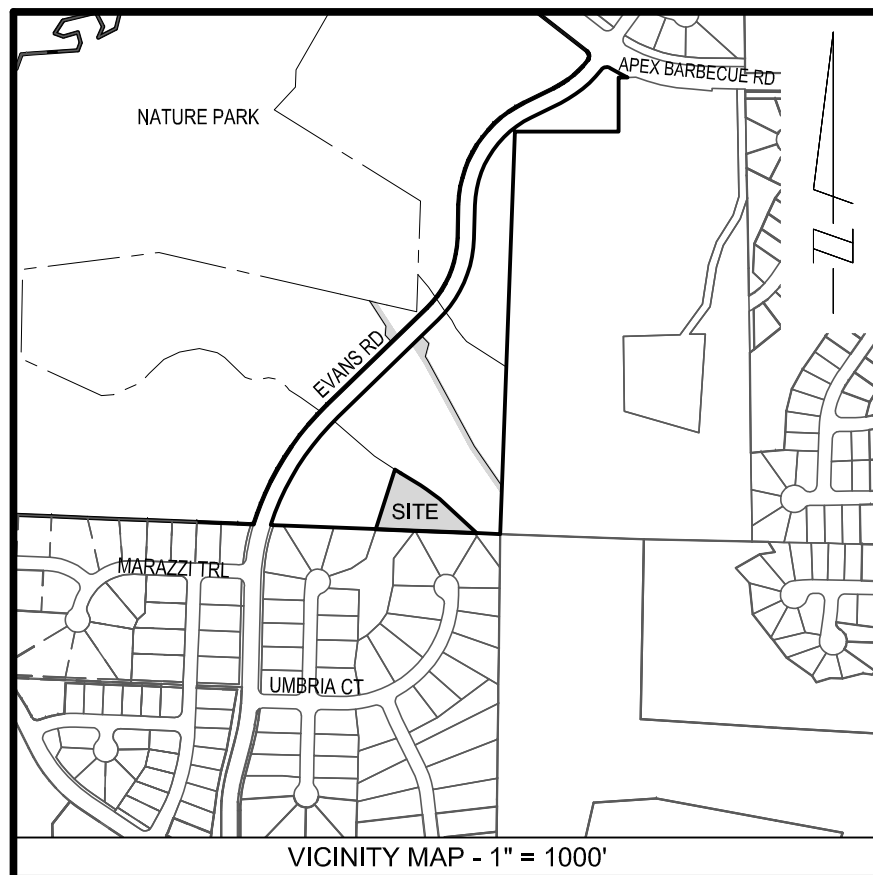 APEX BARBECUE RD
NATURE PARK
N
EVANS RD
SITE
MARAZZI TRL
UMBRIA CT
VICINITY MAP - 1" = 1000'